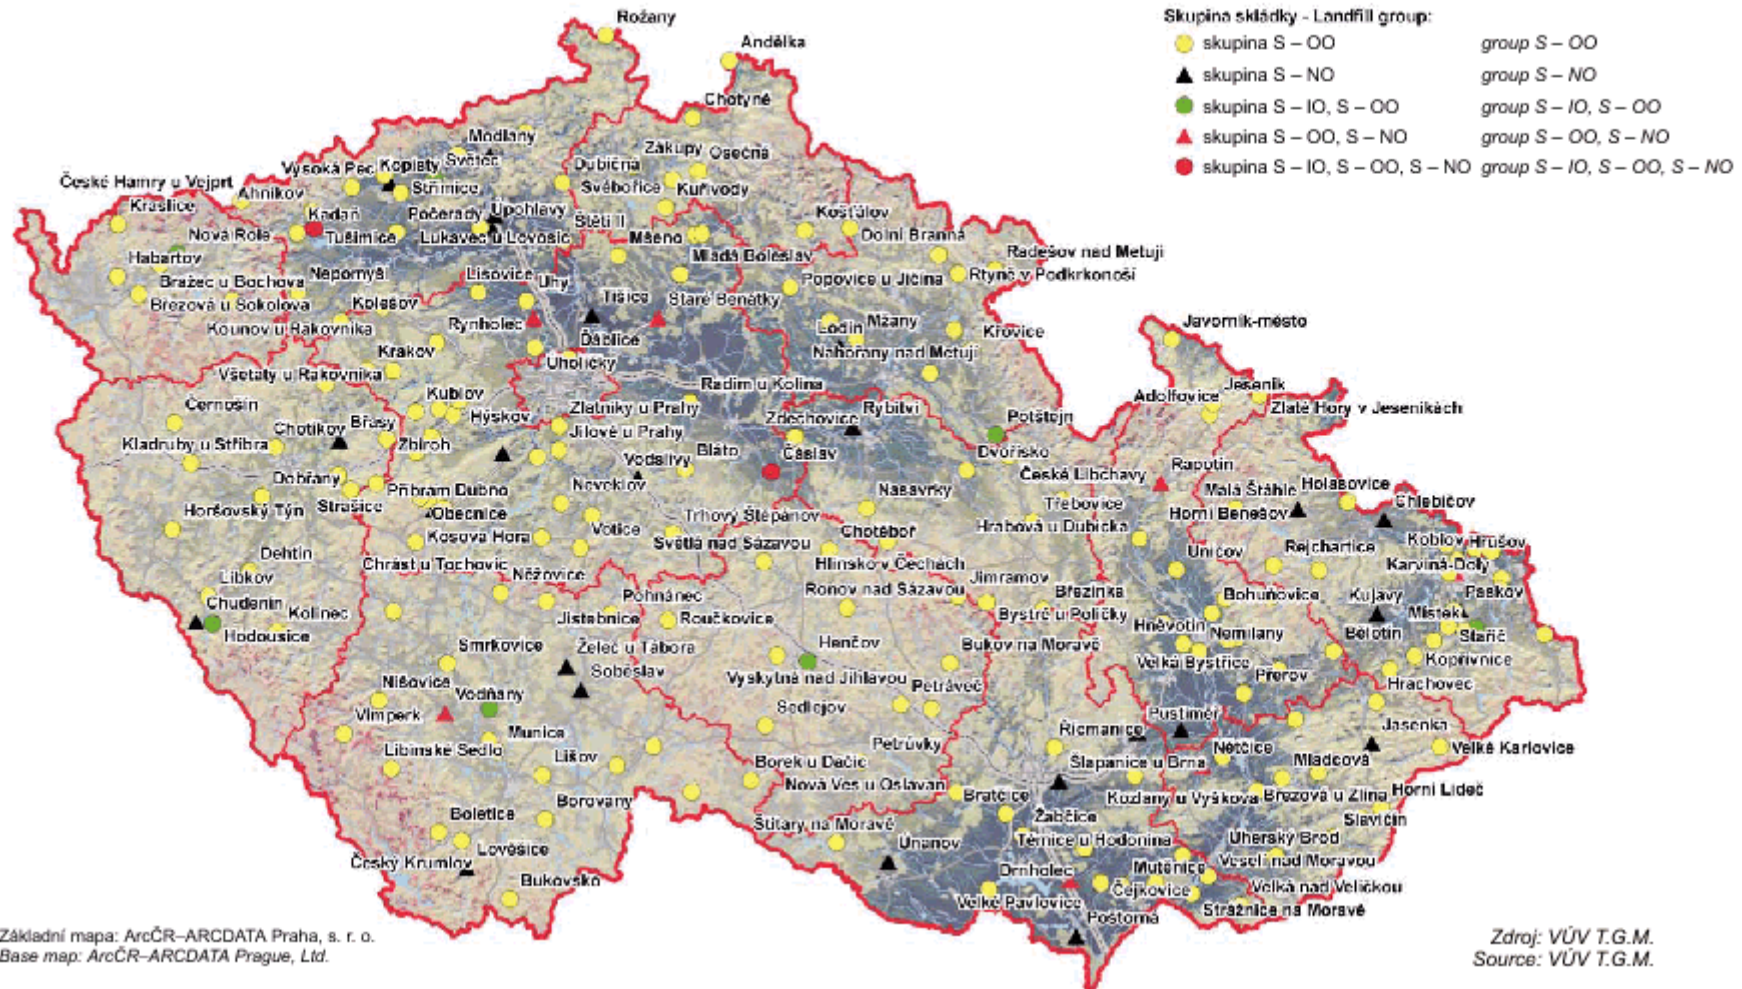 Rožany
Skupina skládky - Landfill group:
skupina S – OO group S – OO
skupina S – NO group S – NO
skupina S – IO, S – OO group S – IO, S – OO
skupina S – OO, S – NO group S – OO, S – NO
skupina S – IO, S – OO, S – NO group S – IO, S – OO, S – NO
Andělka
Chotyně
Modlany
Zákupy Osečná
Vysoká Pec Kopisty Světec
Dubičná
České Hamry u Vejprt
Ahníkov Střimice Svébořice Kuřivody
Kraslice
Kadaň Počerady Úpohlavy Štětí II Košťálov
Nová Role Tušimice Lukavec u Lovosic Mšeno Dolní Branná
Habartov Mladá Boleslav Radešov nad Metují
Nepomyšl Lisovice Uhy Popovice u Jičína Rtyně v Podkrkonoší
Bražec u Bochova
Březová u Sokolova Kolešov Tišice Staré Benátky
Kounov u Rakovníka Rynholec Lodín Mžany Křovice Javorník-město
Krakov Ďáblice Nahořany nad Metují
Všetaty u Rakovníka Úholičky
Kublov Radim u Kolína Adolfovice Jeseník
Černošín Hýskov Zlatníky u Prahy Zdechovice Rybitví Potštejn Zlaté Hory v Jeseníkách
Chotíkov Břasy Jílové u Prahy
Kladruby u Stříbra Zbiroh Bláto Čáslav Dvořisko
Vodslivy České Libchavy Rapotín
Dobřany Příbram Dubno Neveklov Nasavrky Malá Štáhle Holasovice
Horšovský Týn Strašice Obecnice Trhový Štěpánov Třebovice Horní Benešov Chlebičov
Kosova Hora Votice Světlá nad Sázavou Chotěboř Hrabová u Dubicka
Dehtín Hlinsko v Čechách Uničov Rejchartice Koblov Hrušov
Chrást u Tochovic Něžovice Karviná-Doly
Libkov Pohnánec Ronov nad Sázavou Jimramov Březinka Bohuňovice Kujavy Paskov
Chudenín Kolinec Jistebnice Roučkovice Bystré u Poličky Místek
Hodousice Hněvotín Nemilany Bělotín Staříč
Smrkovice Želeč u Tábora Henčov Bukov na Moravě Velká Bystřice Kopřivnice
Nišovice Soběslav Vyskytná nad Jihlavou Přerov Hrachovec
Vodňany Petráveč
Vimperk Sedlejov Pustiměř Jasenka
Munice Říčmanice
Libínské Sedlo Lišov Petrůvky Šlapanice u Brna Nětčice Mladcová Velké Karlovice
Borek u Dačic
Nová Ves u Oslavan Bratčice Kozlany u Vyškova Březová u Zlína Horní Lideč
Borovany
Boletice Štítary na Moravě Žabčice Slavičín
Lověšice Únanov Těmice u Hodonína Uherský Brod
Český Krumlov Drnholec Mutěnice Veselí nad Moravou
Bukovsko Velké Pavlovice Čejkovice Velká nad Veličkou
Poštorná Strážnice na Moravě
Základní mapa: ArcČR–ARCDATA Praha, s. r. o.
Base map: ArcČR–ARCDATA Prague, Ltd.
Zdroj: VÚV T.G.M.
Source: VÚV T.G.M.